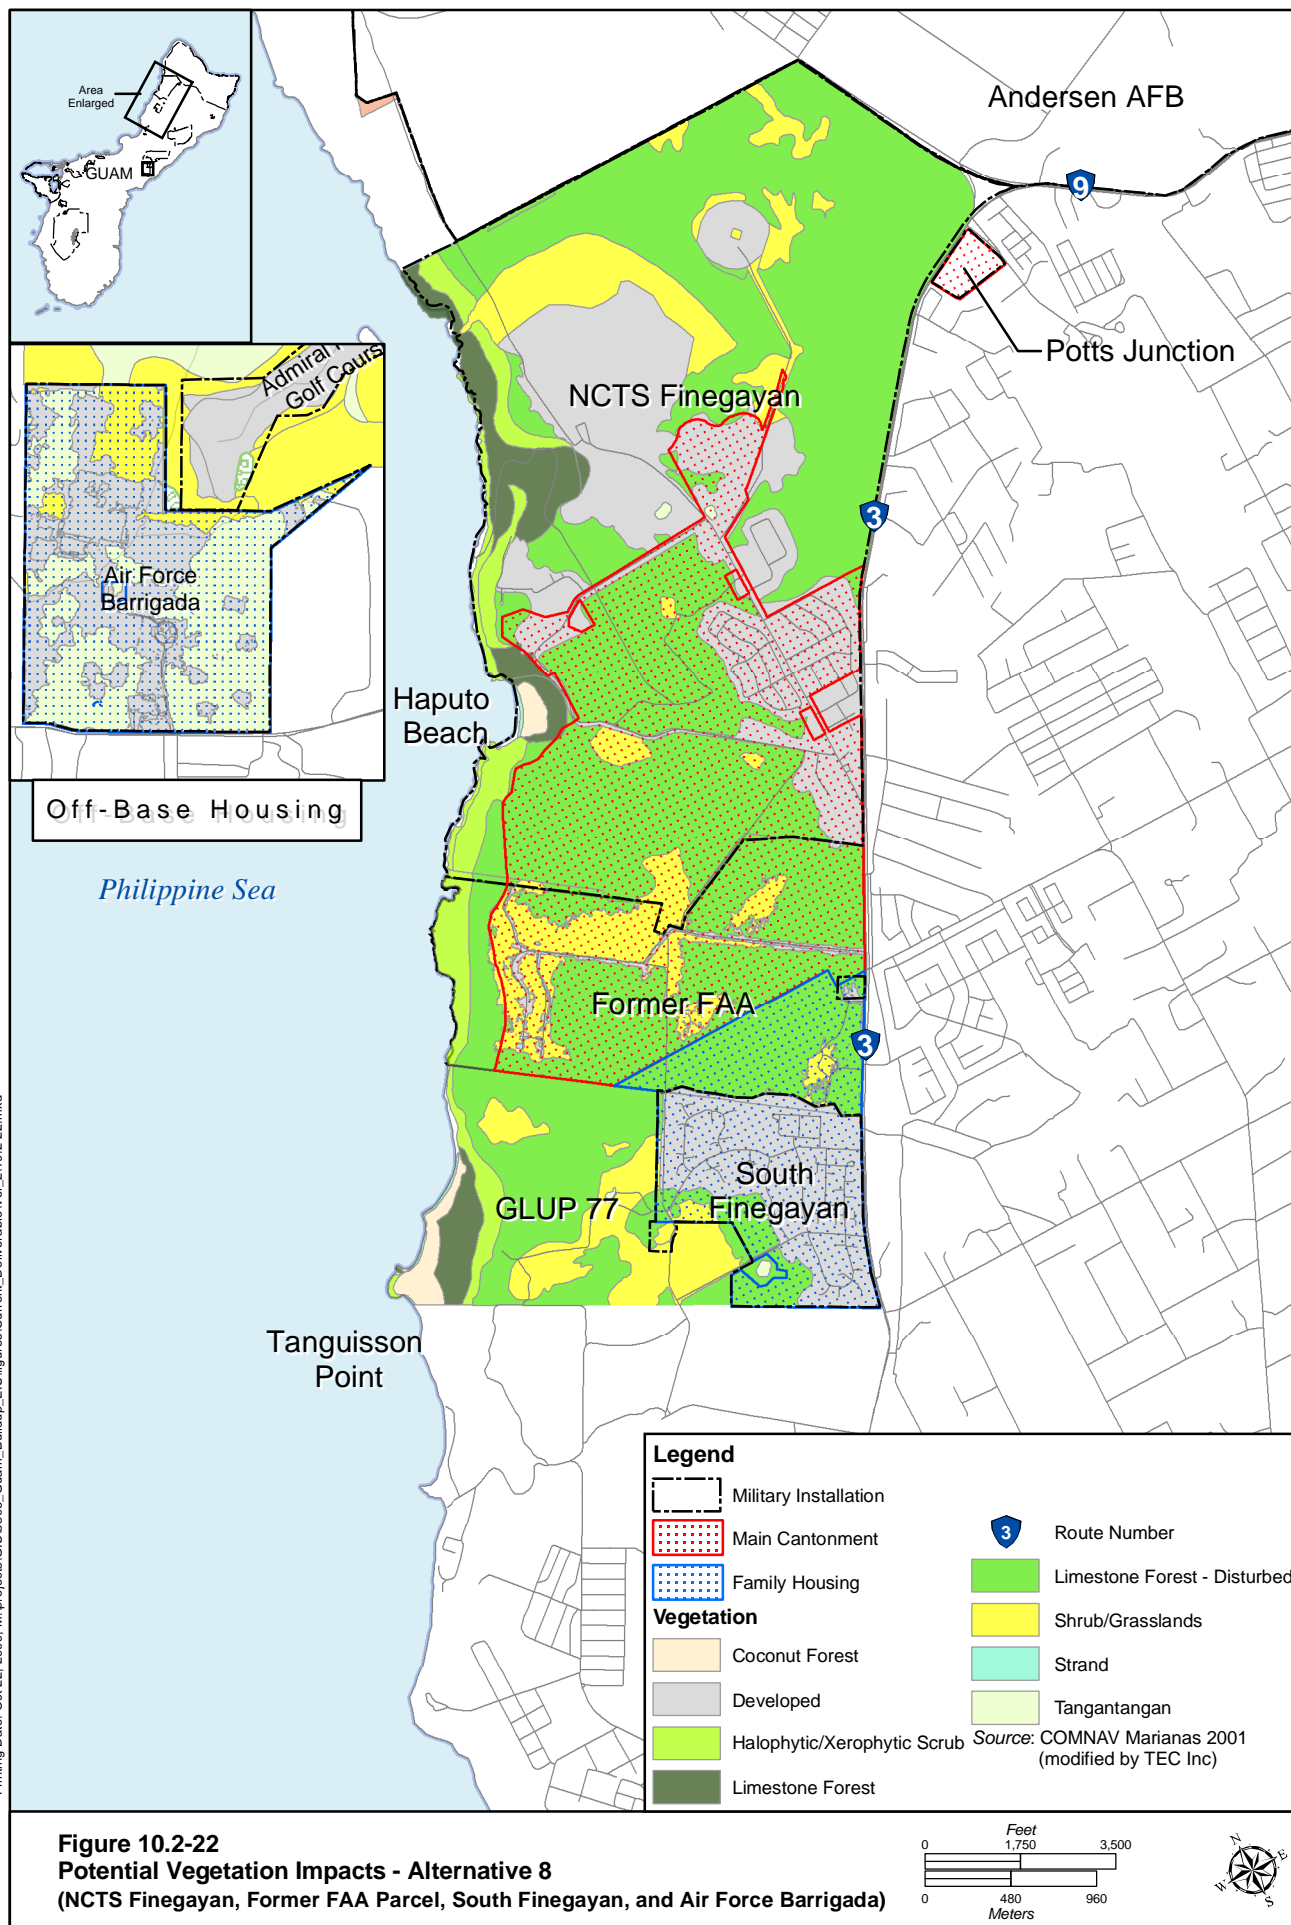 Area
Enlarged
GUAM
Andersen AFB
9
Potts Junction
Admiral
Golf Cours
NCTS Finegayan
3
Air Force
Barrigada
Haputo
Beach
Off-Base Housing
Philippine Sea
Former FAA
3
South
Finegayan
GLUP 77
Tanguisson
Point
Legend
Military Installation
Main Cantonment
Family Housing
Vegetation
Coconut Forest
Developed
Halophytic/Xerophytic Scrub
Limestone Forest
3
Route Number
Limestone Forest - Disturbed
Shrub/Grasslands
Strand
Tangantangan
Source: COMNAV Marianas 2001
(modified by TEC Inc)
Figure 10.2-22
Potential Vegetation Impacts - Alternative 8
(NCTS Finegayan, Former FAA Parcel, South Finegayan, and Air Force Barrigada)
Feet
0 1,750 3,500
0 480 960
Meters
N
E
S
W